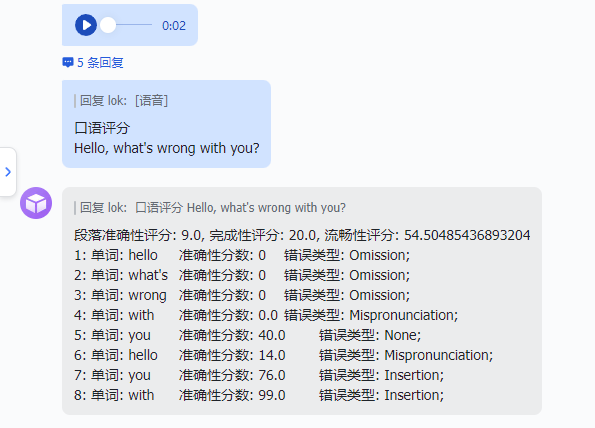 0:02
5 条回复
| 回复 lok: [语音]
口语评分
Hello, what's wrong with you?
| 回复 lok: 口语评分 Hello, what's wrong with you?
段落准确性评分: 9.0, 完成性评分: 20.0, 流畅性评分: 54.50485436893204
1: 单词: hello 准确性分数: 0 错误类型: Omission;
2: 单词: what's 准确性分数: 0 错误类型: Omission;
3: 单词: wrong 准确性分数: 0 错误类型: Omission;
4: 单词: with 准确性分数: 0.0 错误类型: Mispronunciation;
5: 单词: you 准确性分数: 40.0 错误类型: None;
6: 单词: hello 准确性分数: 14.0 错误类型: Mispronunciation;
7: 单词: you 准确性分数: 76.0 错误类型: Insertion;
8: 单词: with 准确性分数: 99.0 错误类型: Insertion;